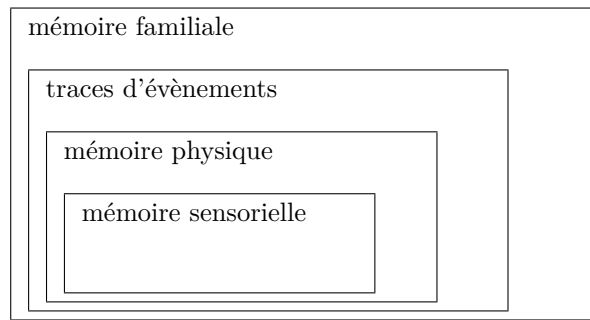 mémoire familiale
traces d'évènements
mémoire physique
mémoire sensorielle